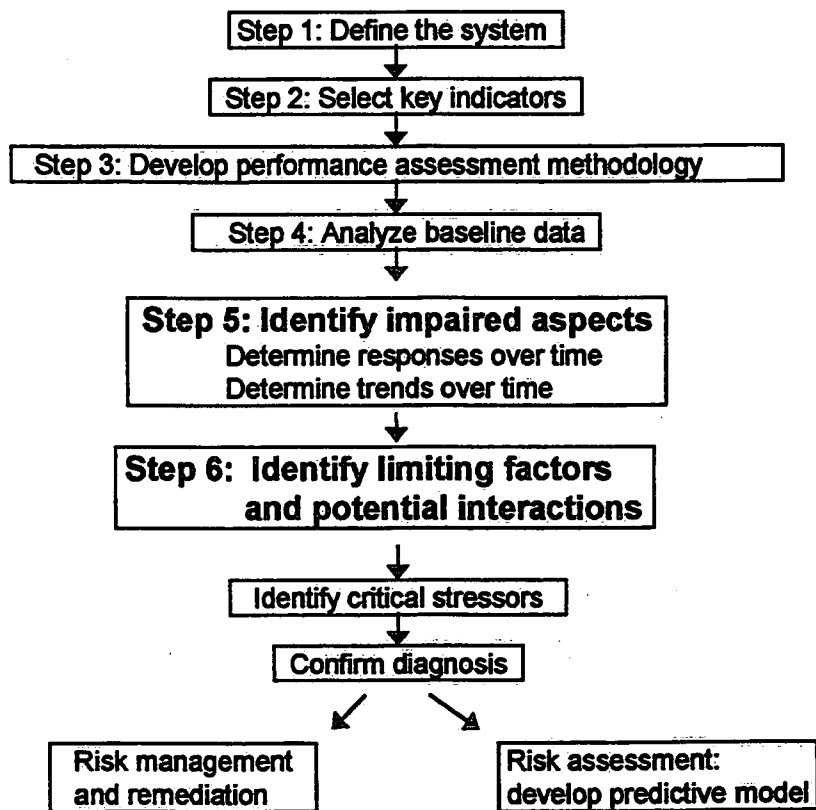 Step 1: Define the system
Step 2: Select key indicators
Step 3: Develop performance assessment methodology
Step 4: Analyze baseline data
Step 5: Identify impaired aspects
Determine responses over time
Determine trends over time
Step 6: Identify limiting factors
and potential interactions
Identify critical stressors
Confirm diagnosis
Risk management
and remediation
Risk assessment:
develop predictive model